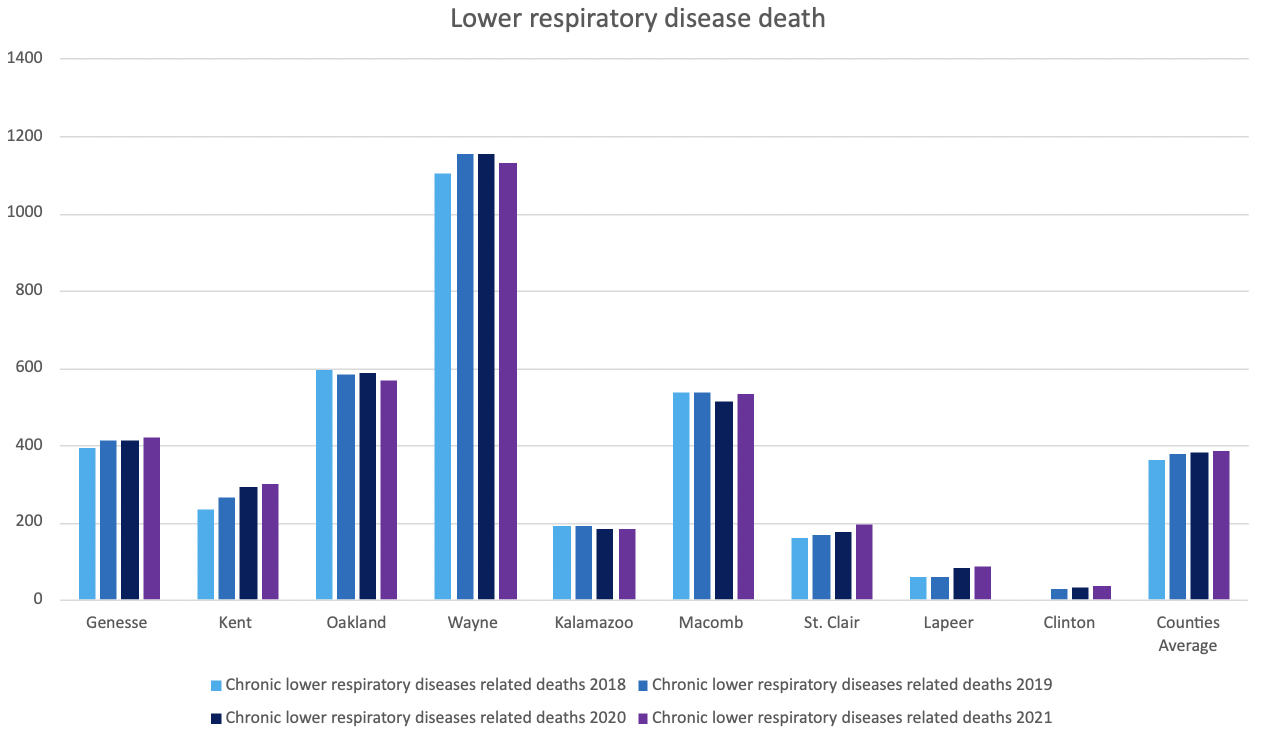 Lower respiratory disease death
1400
1200
1000
800
600
400
200
0
Genesse Kent Oakland Wayne Kalamazoo Macomb St. Clair Lapeer Clinton Counties
Average
Chronic lower respiratory diseases related deaths 2018 Chronic lower respiratory diseases related deaths 2019
Chronic lower respiratory diseases related deaths 2020 Chronic lower respiratory diseases related deaths 2021